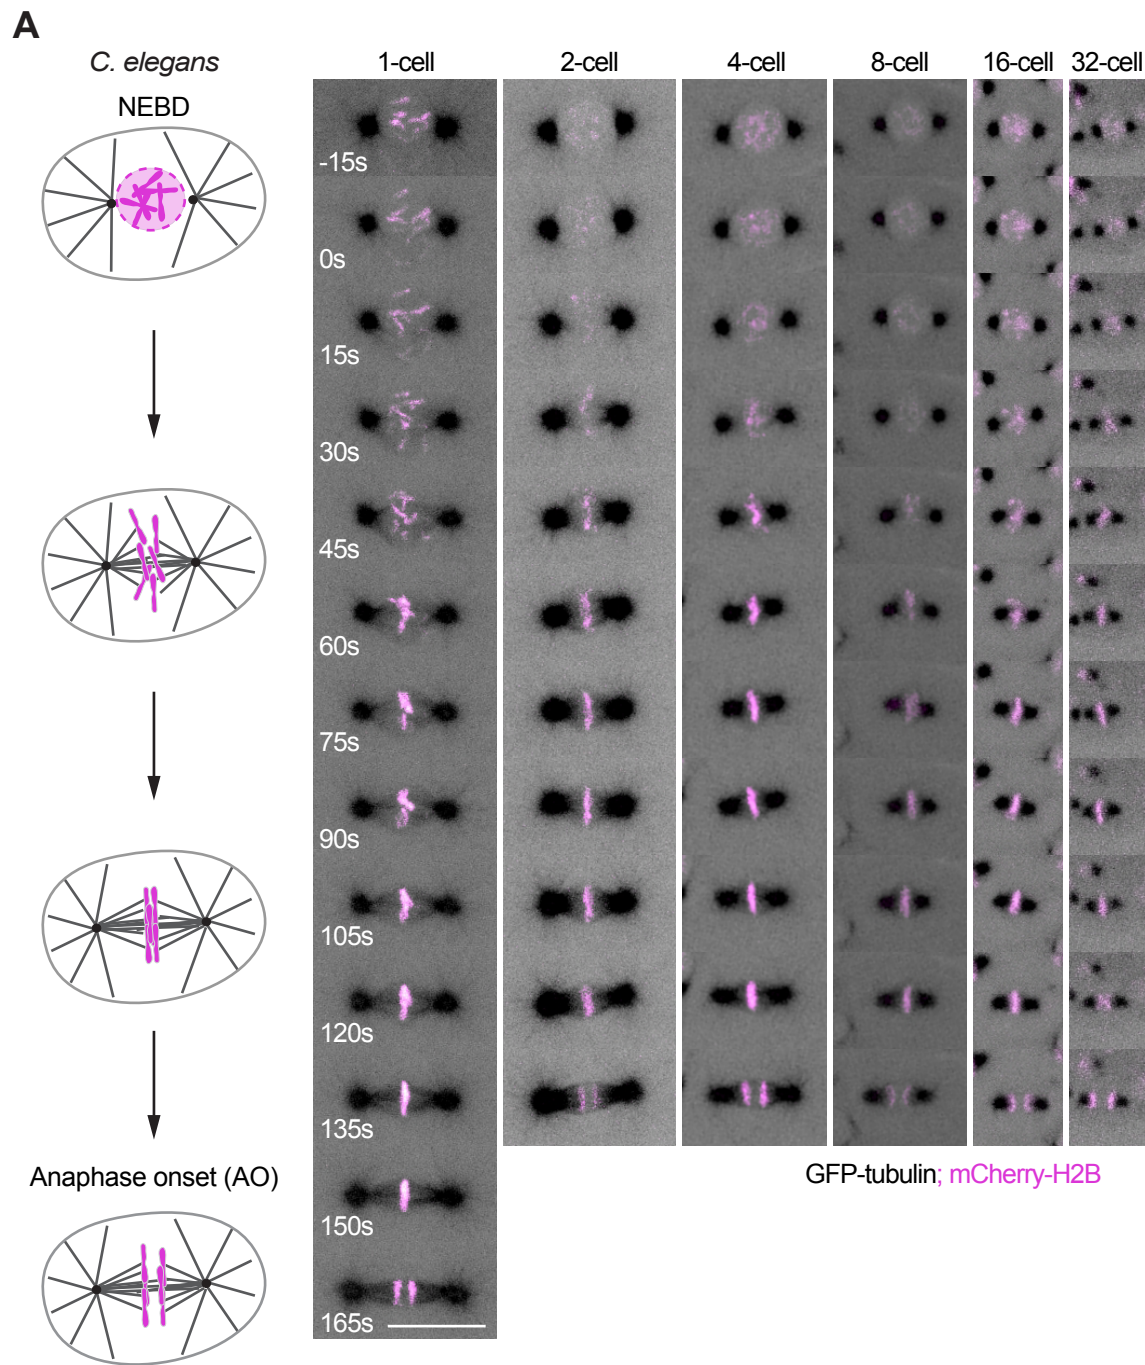 A
C. elegans
NEBD
1-cell
2-cell
4-cell
8-cell
16-cell
32-cell
-15s
0s
15s
30s
45s
60s
75s
90s
105s
120s
135s
150s
165s
Anaphase onset (AO)
GFP-tubulin; mCherry-H2B